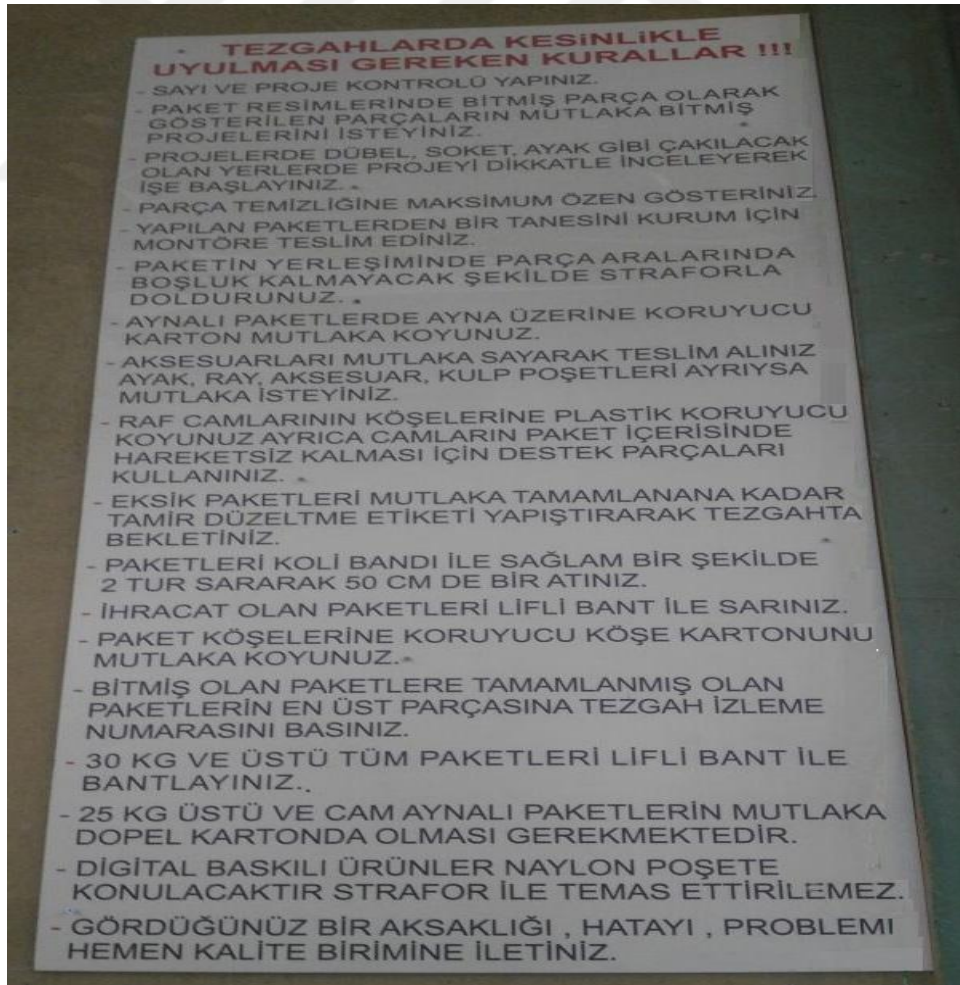 TEZGAHLARDA KESiNLiKLE
UYULMASI GEREKEN KURALLAR !!!
- SAYI VE PROJE KONTROLÜ YAPINIZ.
- PAKET RESİMLERİNDE BİTMİŞ PARÇA OLARAK
GÖSTERİLEN PARÇALARIN MUTLAKA BİTMİŞ
PROJELERİNİ İSTEYİNİZ.
- PROJELERDE DÜBEL, SOKET, AYAK GİBİ ÇAKILACAK
OLAN YERLERDE PROJEYİ DİKKATLE İNCELEYEREK
İŞE BAŞLAYINIZ.
- PARÇA TEMİZLİĞİNE MAKSİMUM ÖZEN GÖSTERİNİZ.
- YAPILAN PAKETLERDEN BİR TANESİNİ KURUM İÇİN
MONTÖRE TESLİM EDİNİZ.
- PAKETİN YERLEŞİMİNDE PARÇA ARALARINDA
BOŞLUK KALMAYACAK ŞEKİLDE STRAFORLA
DOLDURUNUZ.
- AYNALI PAKETLERDE AYNA ÜZERİNE KORUYUCU
KARTON MUTLAKA KOYUNUZ.
- AKSESUARLARI MUTLAKA SAYARAK TESLİM ALINIZ
AYAK, RAY, AKSESUAR, KULP POŞETLERİ AYRIYSA
MUTLAKA İSTEYİNİZ.
- RAF CAMLARININ KÖŞELERİNE PLASTİK KORUYUCU
KOYUNUZ AYRICA CAMLARIN PAKET İÇERİSİNDE
HAREKETSİZ KALMASI İÇİN DESTEK PARÇALARI
KULLANINIZ.
- EKSİK PAKETLERİ MUTLAKA TAMAMLANANA KADAR
TAMİR DÜZELTME ETİKETİ YAPIŞTIRARAK TEZGAHTA
BEKLETİNİZ.
- PAKETLERİ KOLİ BANDI İLE SAĞLAM BİR ŞEKİLDE
2 TUR SARARAK 50 CM DE BİR ATINIZ.
- İHRACAT OLAN PAKETLERİ LİFLİ BANT İLE SARINIZ.
- PAKET KÖŞELERİNE KORUYUCU KÖŞE KARTONUNU
MUTLAKA KOYUNUZ.
- BİTMİŞ OLAN PAKETLERE TAMAMLANMIŞ OLAN
PAKETLERİN EN ÜST PARÇASINA TEZGAH İZLEME
NUMARASINI BASINIZ.
- 30 KG VE ÜSTÜ TÜM PAKETLERİ LİFLİ BANT İLE
BANTLAYINIZ.
- 25 KG ÜSTÜ VE CAM AYNALI PAKETLERİN MUTLAKA
DOPEL KARTONDA OLMASI GEREKMEKTEDİR.
- DİGİTAL BASKILI ÜRÜNLER NAYLON POŞETE
KONULACAKTIR STRAFOR İLE TEMAS ETTİRİLEMEZ.
- GÖRDÜĞÜNÜZ BİR AKSAKLIĞI , HATAYI , PROBLEMI
HEMEN KALİTE BİRİMİNE İLETİNİZ.